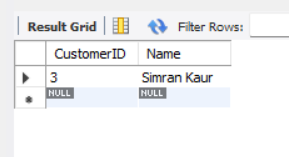 Result Grid Filter Rows:
CustomerID Name
3 Simran Kaur
NULL NULL